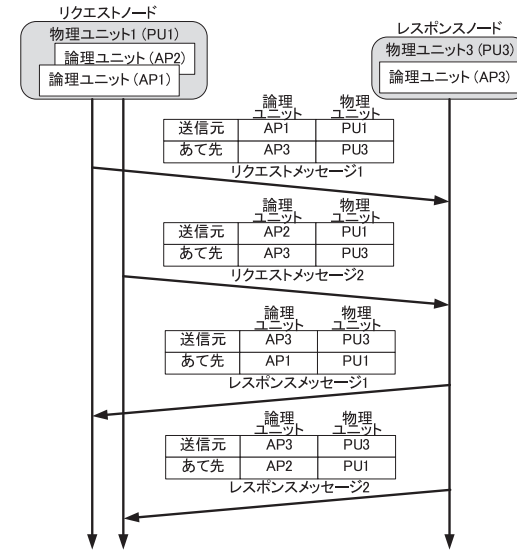 リクエストノード
物理ユニット1 (PU1)
論理ユニット (AP2)
論理ユニット (AP1)
レスポンスノード
物理ユニット3 (PU3)
論理ユニット (AP3)
論理ユニット 物理ユニット
送信元 AP1 PU1
あて先 AP3 PU3
リクエストメッセージ1
論理ユニット 物理ユニット
送信元 AP2 PU1
あて先 AP3 PU3
リクエストメッセージ2
論理ユニット 物理ユニット
送信元 AP3 PU3
あて先 AP1 PU1
レスポンスメッセージ1
論理ユニット 物理ユニット
送信元 AP3 PU3
あて先 AP2 PU1
レスポンスメッセージ2